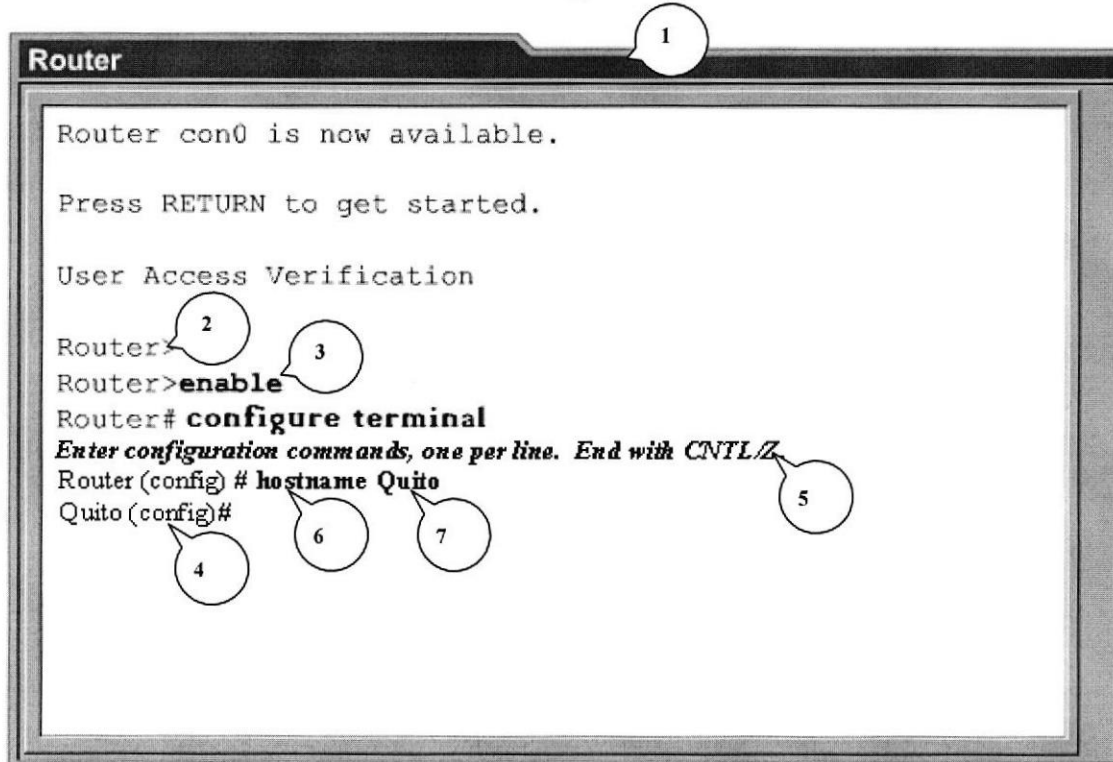 1
Router
Router con0 is now available.
Press RETURN to get started.
User Access Verification
2
Router>
3
Router>enable
Router# configure terminal
Enter configuration commands, one per line. End with CNTL/Z.
Router (config) # hostname Quito
5
Quito (config)#
6
7
4